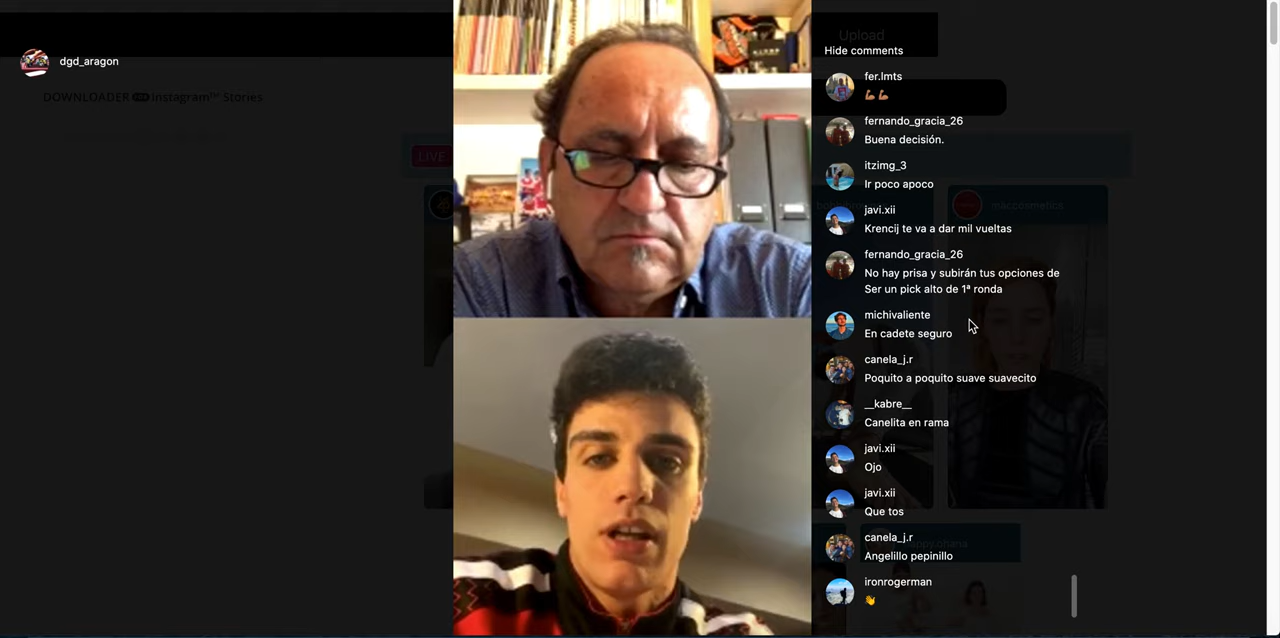 Upload
Hide comments
dgd_aragon
DOWNLOADER
Instagram™ Stories
LIVE
maccosmetics
fer.lmts
💪🏽💪🏽
fernando_gracia_26
Buena decisión.
itzimg_3
Ir poco apoco
javi.xii
Krencij te va a dar mil vueltas
fernando_gracia_26
No hay prisa y subirán tus opciones de
Ser un pick alto de 1ª ronda
michivaliente
En cadete seguro
canela_j.r
Poquito a poquito suave suavecito
__kabre__
Canelita en rama
javi.xii
Ojo
javi.xii
Que tos
canela_j.r
Angelillo pepinillo
ironrogerman
👋